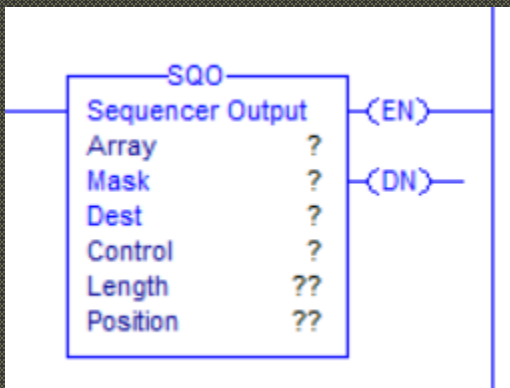 SQO
Sequencer Output (EN)
Array ?
Mask ? (DN)
Dest ?
Control ?
Length ??
Position ??